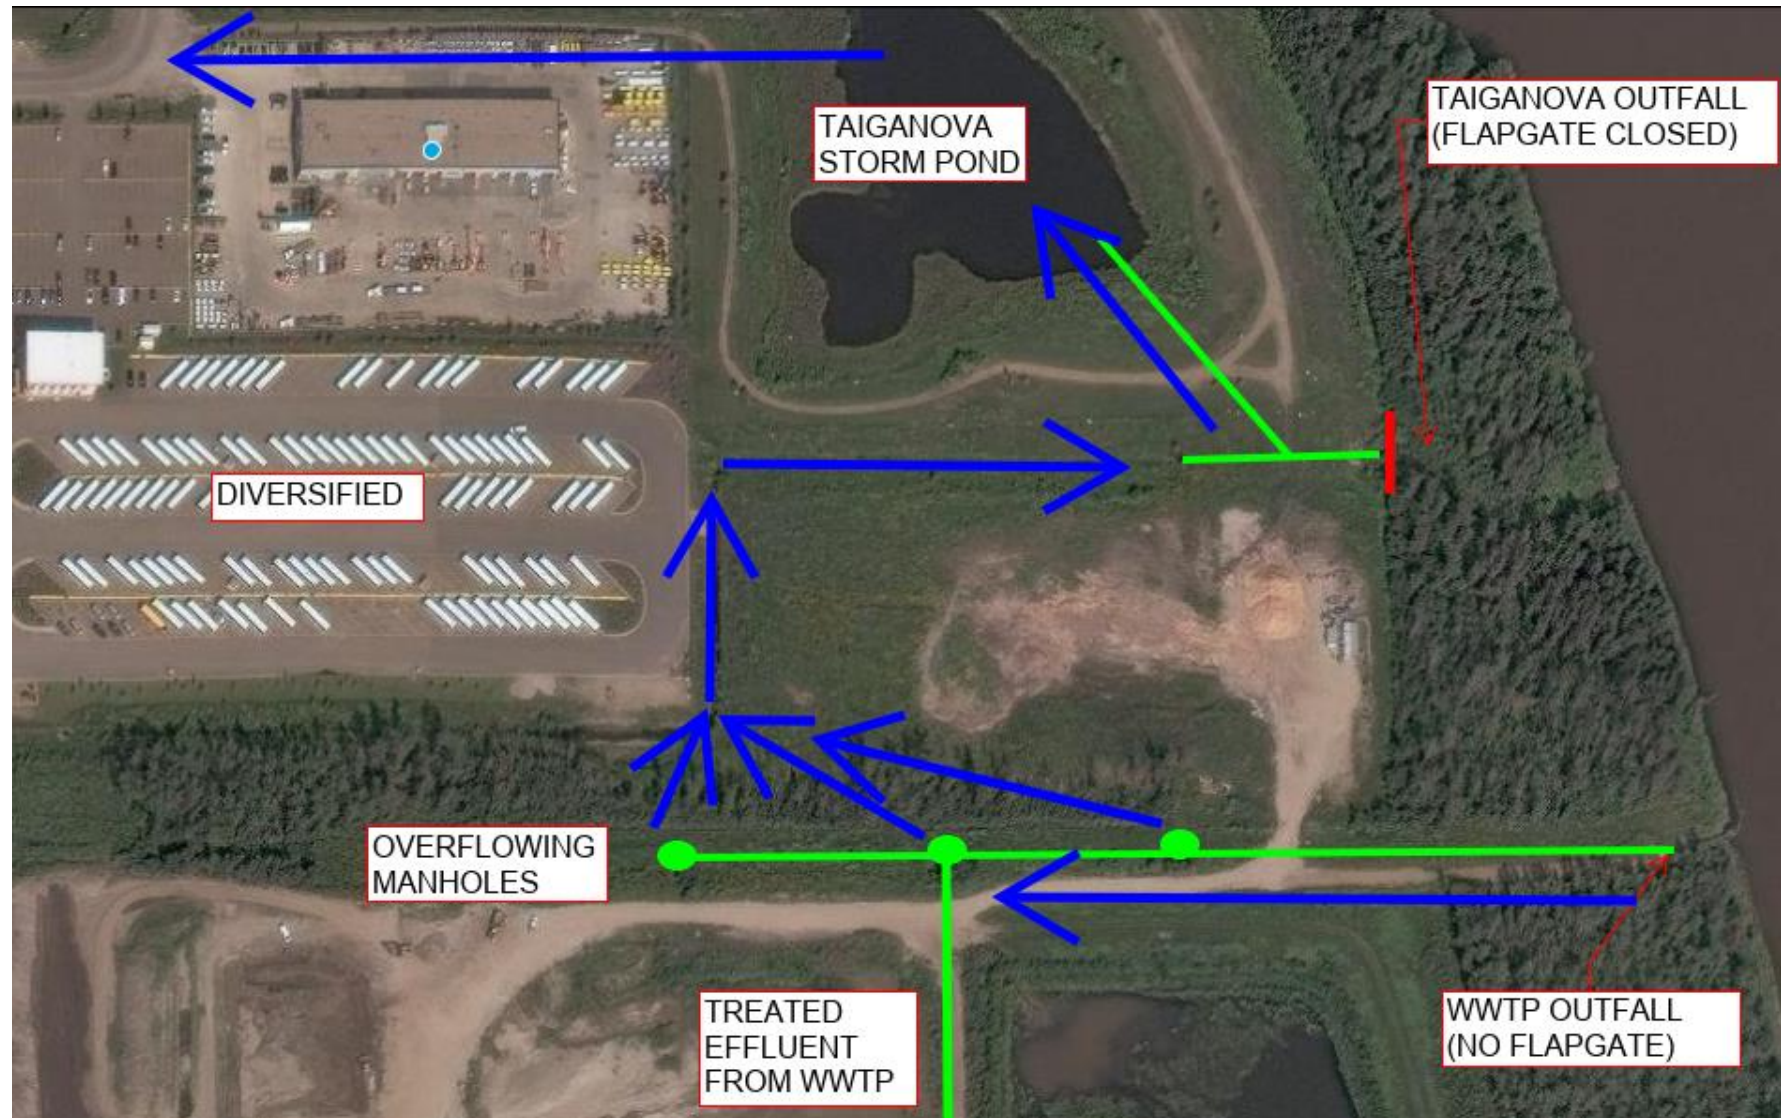 TAIGANOVA
STORM POND
TAIGANOVA OUTFALL
(FLAPGATE CLOSED)
DIVERSIFIED
OVERFLOWING
MANHOLES
TREATED
EFFLUENT
FROM WWTP
WWTP OUTFALL
(NO FLAPGATE)